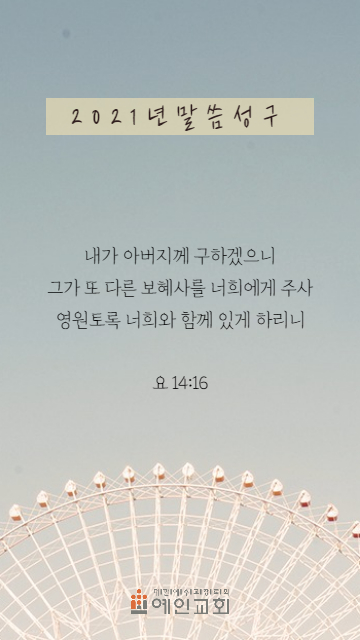 2021년말씀성구
내가 아버지께 구하겠으니
그가 또 다른 보혜사를 너희에게 주사
영원토록 너희와 함께 있게 하리니
요 14:16
예인교회